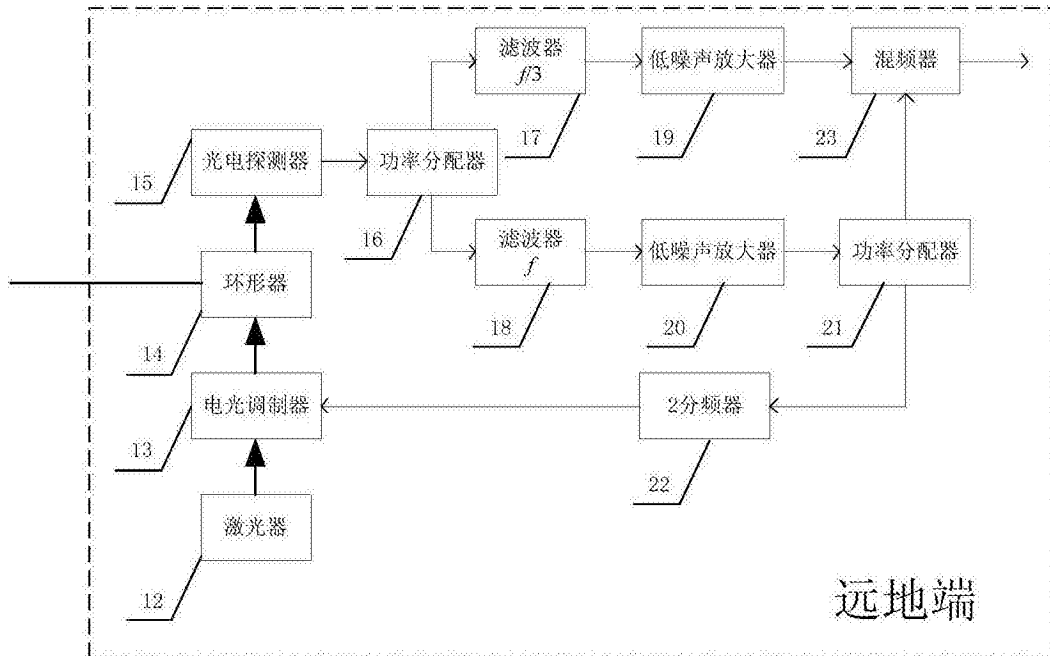 滤波器
f/3
低噪声放大器
混频器
17
19
23
光电探测器
功率分配器
15
16
滤波器
f
低噪声放大器
功率分配器
环形器
18
20
21
14
电光调制器
2分频器
13
22
激光器
12
远地端